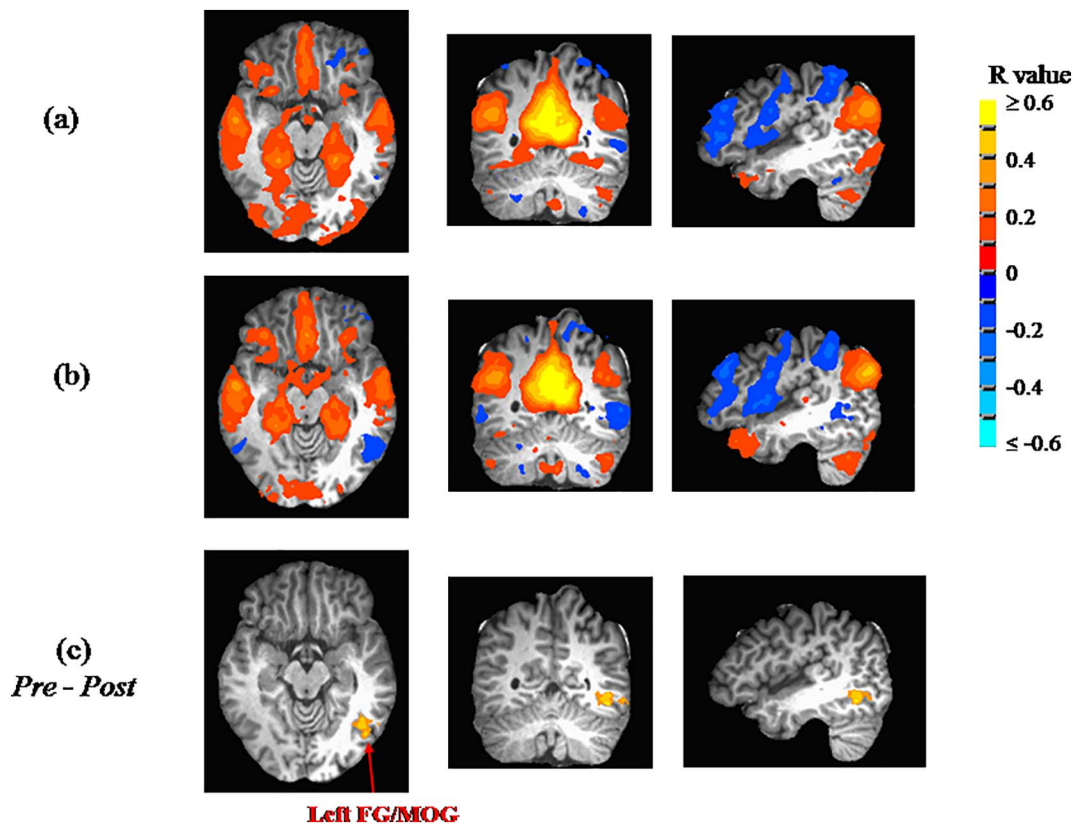 (a)
R value
≥ 0.6
0.4
0.2
0
-0.2
-0.4
≤ -0.6
(b)
(c)
Pre - Post
Left FG/MOG